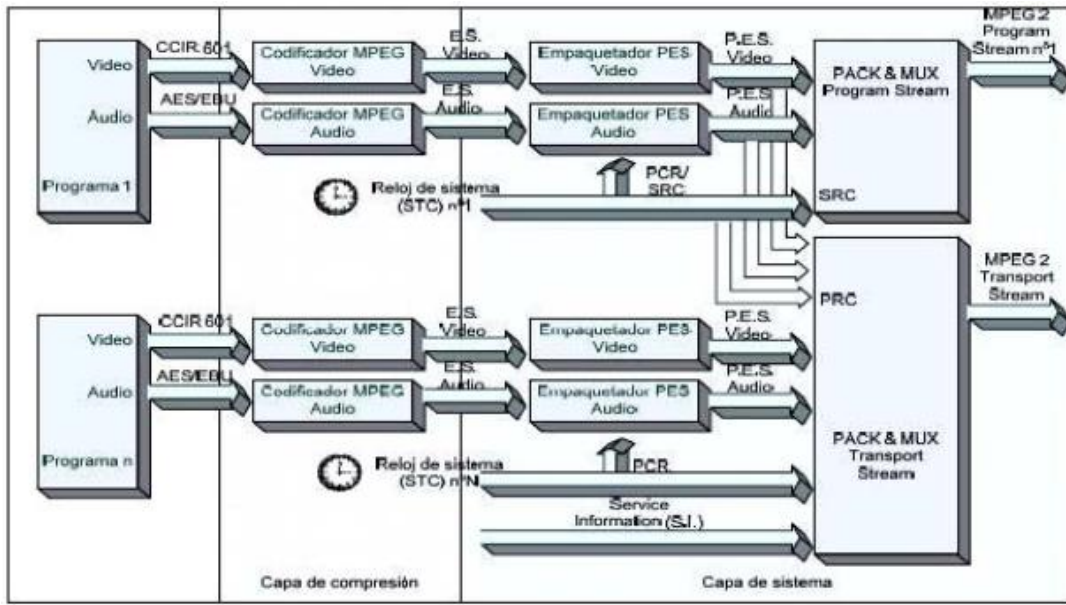 Video
Audio
Programa 1
CCIR 601
AES/EBU
Codificador MPEG
Video
Codificador MPEG
Audio
E.S.
Video
E.S.
Audio
Empaquetador PES
Video
Empaquetador PES
Audio
P.E.S.
Video
P.E.S
Audio
PACK & MUX
Program Stream
SRC
MPEG 2
Program
Stream nº1
Reloj de sistema
(STC) nº1
PCR/
SRC
PRC
MPEG 2
Transport
Stream
Video
Audio
Programa n
CCIR 601
AES/EBU
Codificador MPEG
Video
Codificador MPEG
Audio
E.S.
Video
E.S.
Audio
Empaquetador PES
Video
Empaquetador PES
Audio
P.E.S.
Video
P.E.S.
Audio
PACK & MUX
Transport
Stream
Reloj de sistema
(STC) nºN
PCR
Service
Information (S.I.)
Capa de compresión
Capa de sistema